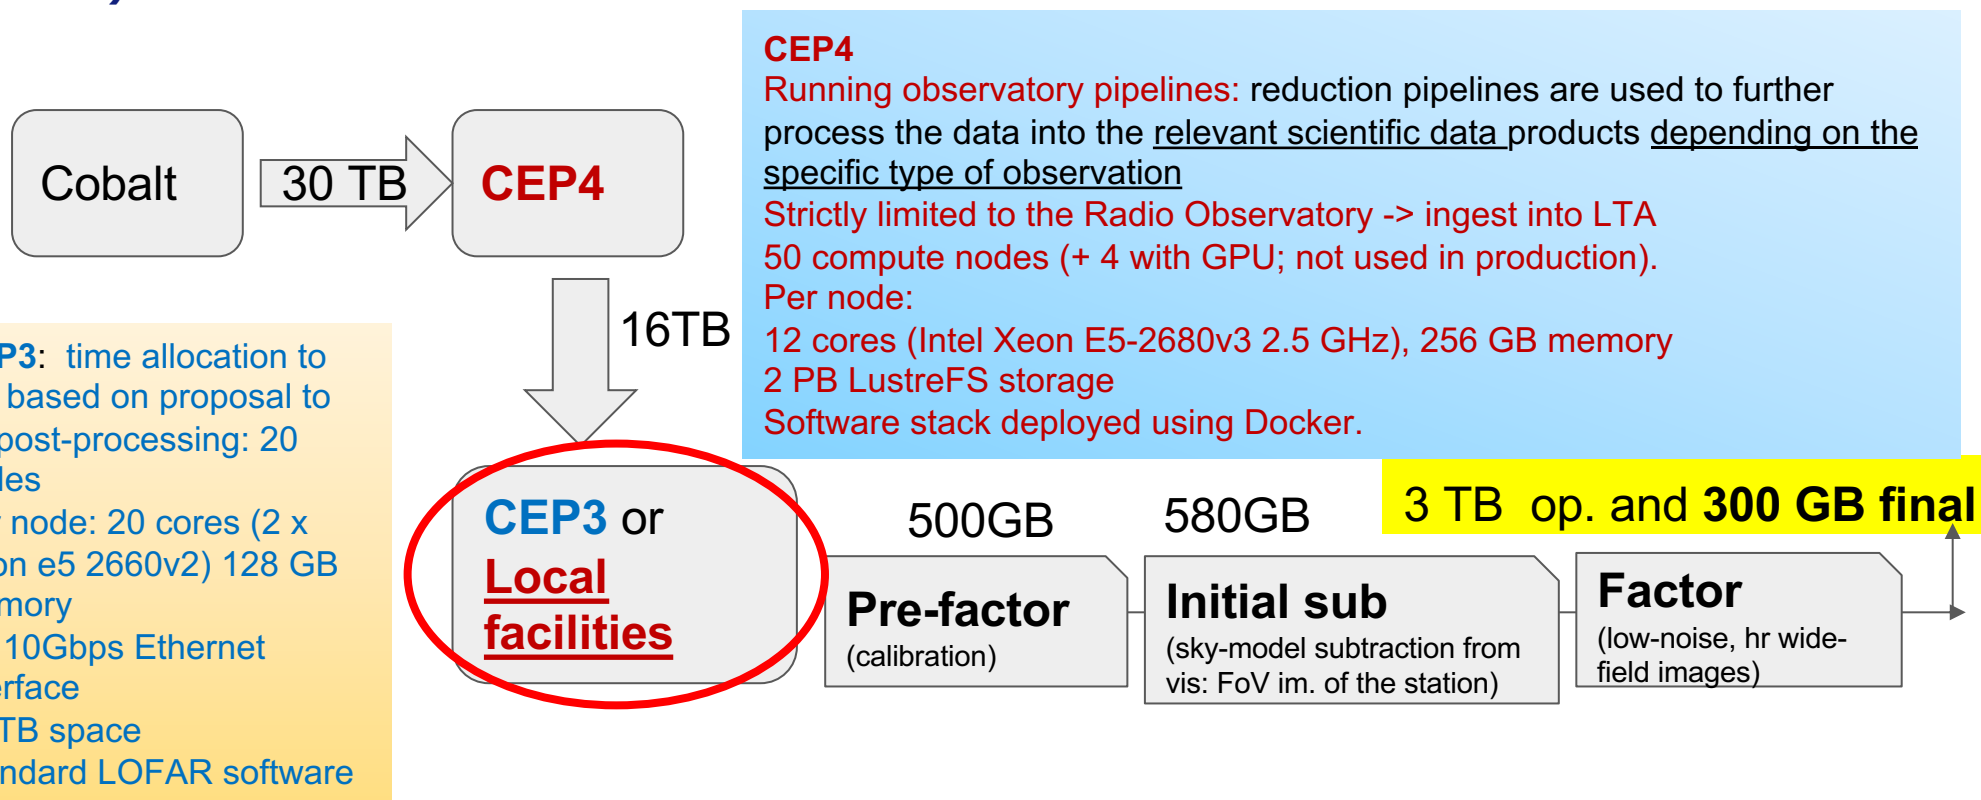 Cobalt
30 TB
CEP4
16TB
CEP4
Running observatory pipelines: reduction pipelines are used to further
process the data into the relevant scientific data products depending on the
specific type of observation
Strictly limited to the Radio Observatory -> ingest into LTA
50 compute nodes (+ 4 with GPU; not used in production).
Per node:
12 cores (Intel Xeon E5-2680v3 2.5 GHz), 256 GB memory
2 PB LustreFS storage
Software stack deployed using Docker.
P3: time allocation to
based on proposal to
post-processing: 20
node: 20 cores (2 x
e5 2660v2) 128 GB
10Gbps Ethernet
TB space
LOFAR software
CEP3 or
Local
facilities
500GB
580GB
3 TB op. and 300 GB final
Pre-factor
(calibration)
Initial sub
(sky-model subtraction from
vis: FoV im. of the station)
Factor
(low-noise, hr wide-
field images)